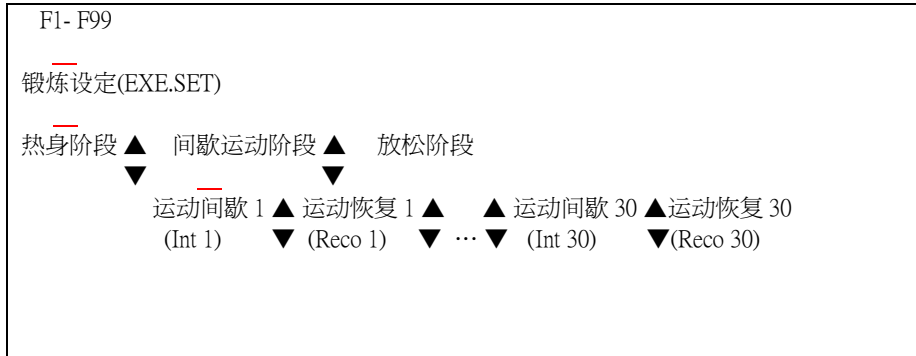 F1- F99
锻炼设定(EXE.SET)
热身阶段 ▲ 间歇运动阶段 ▲ 放松阶段
▼ ▼
运动间歇 1 ▲ 运动恢复 1 ▲ ▲ 运动间歇 30 ▲运动恢复 30
(Int 1) ▼ (Reco 1) ▼ … ▼ (Int 30) ▼(Reco 30)